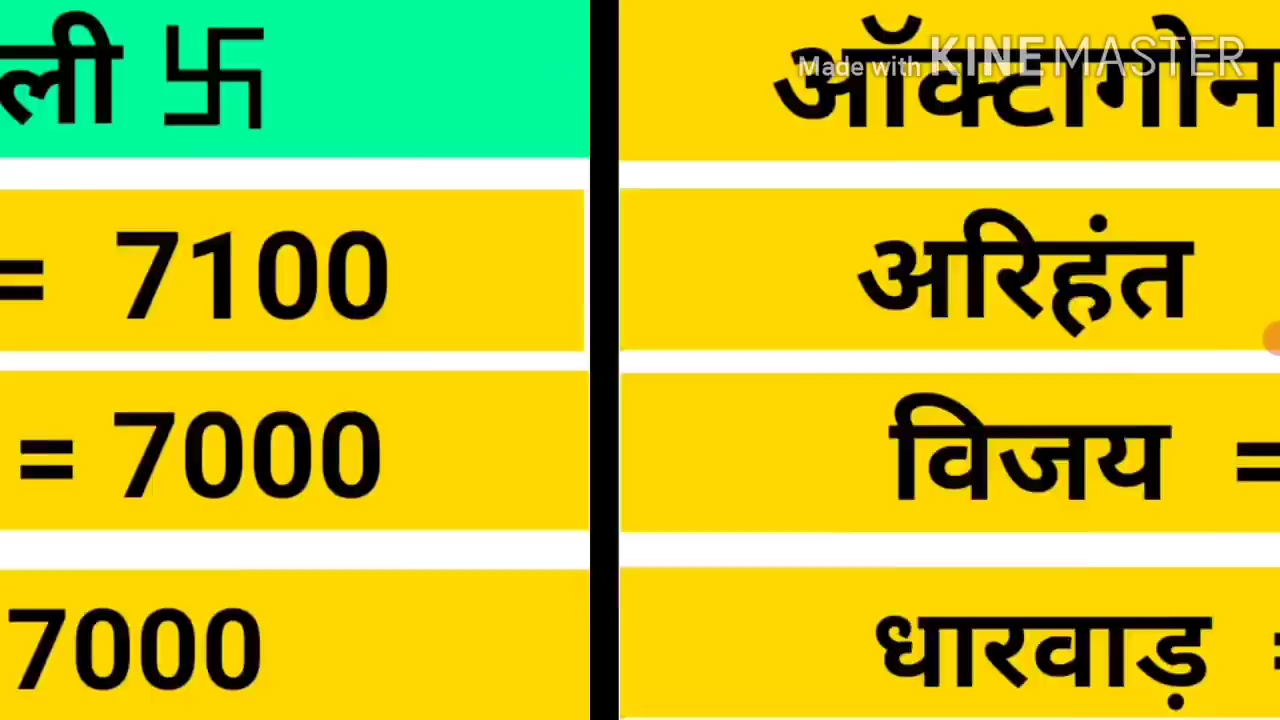 ली 卐
= 7100
= 7000
7000
ऑक्टागोन
Made with KINEMASTER
अरिहंत
विजय =
धारवाड़ =